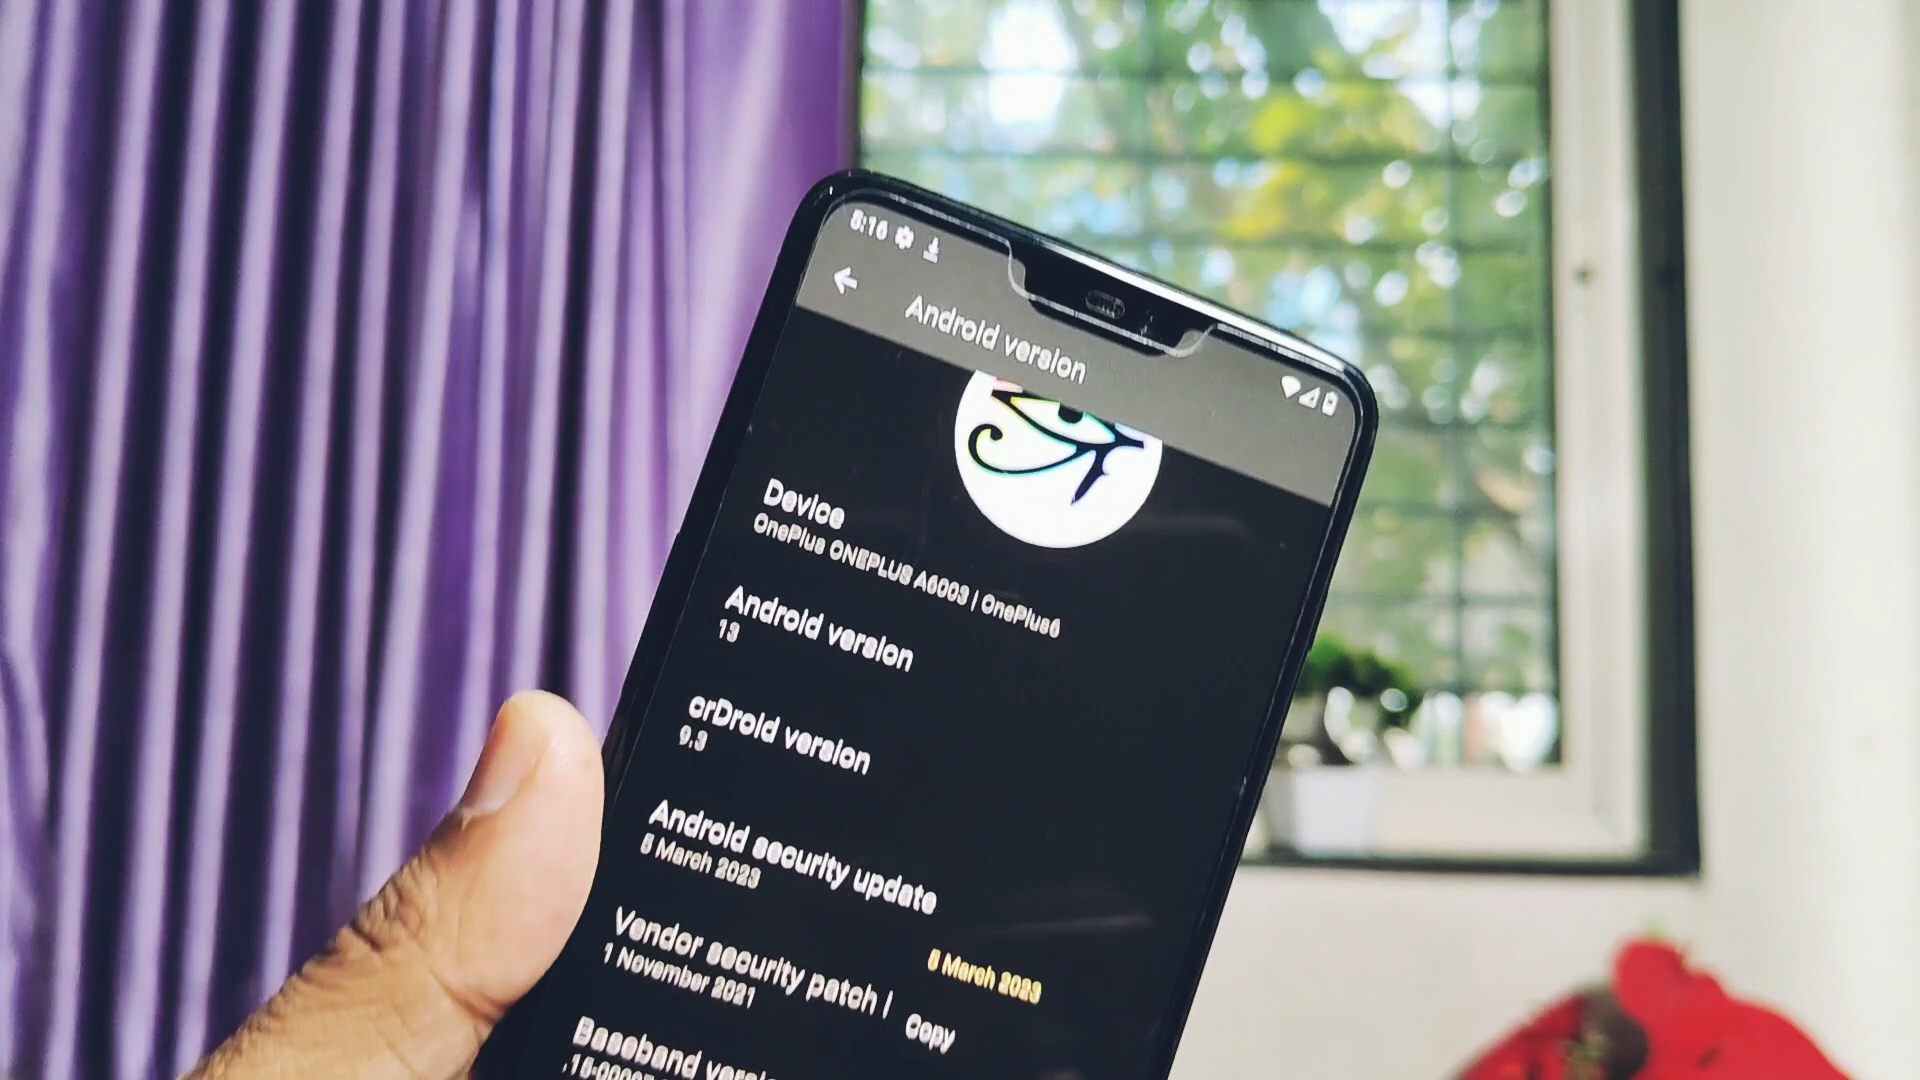 8:16
Android version
Device
OnePlus ONEPLUS A6003 | OnePlus6
Android version
13
crDroid version
9.3
Android security update
5 March 2023
Vendor security patch l
1 November 2021
5 March 2023
Copy
Baseband versio